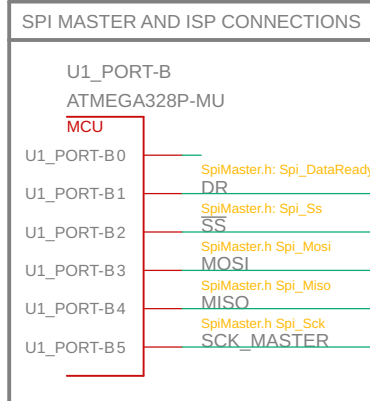 SPI MASTER AND ISP CONNECTIONS
U1_PORT-B
ATMEGA328P-MU
MCU
U1_PORT-B0
SpiMaster.h: Spi_DataReady
U1_PORT-B1 DR
SpiMaster.h: Spi_Ss
U1_PORT-B2 SS
SpiMaster.h Spi_Mosi
U1_PORT-B3 MOSI
SpiMaster.h Spi_Miso
U1_PORT-B4 MISO
SpiMaster.h Spi_Sck
U1_PORT-B5 SCK_MASTER